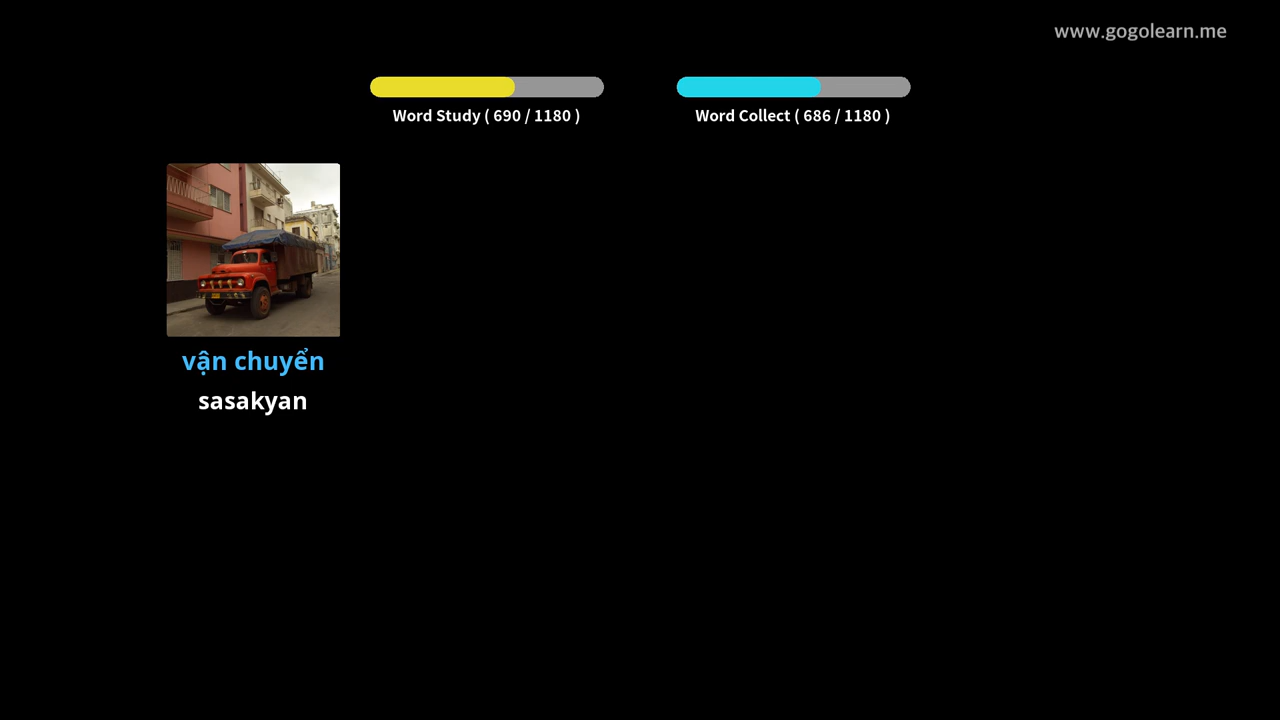 www.gogolearn.me
Word Study ( 690 / 1180 )
Word Collect ( 686 / 1180 )
vận chuyển
sasakyan